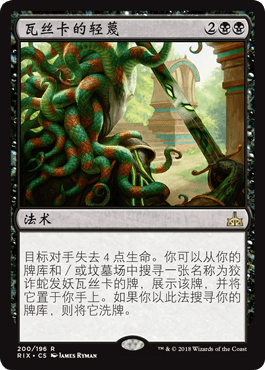 瓦丝卡的轻蔑 2
法术
目标对手失去4点生命。你可以从你的
牌库和／或坟墓场中搜寻一张名称为狡
诈蛇发妖瓦丝卡的牌，展示该牌，并将
它置于你手上。如果你以此法搜寻你的
牌库，则将它洗牌。
200/196 R
RIX • CS JAMES RYMAN
™ & © 2018 Wizards of the Coast